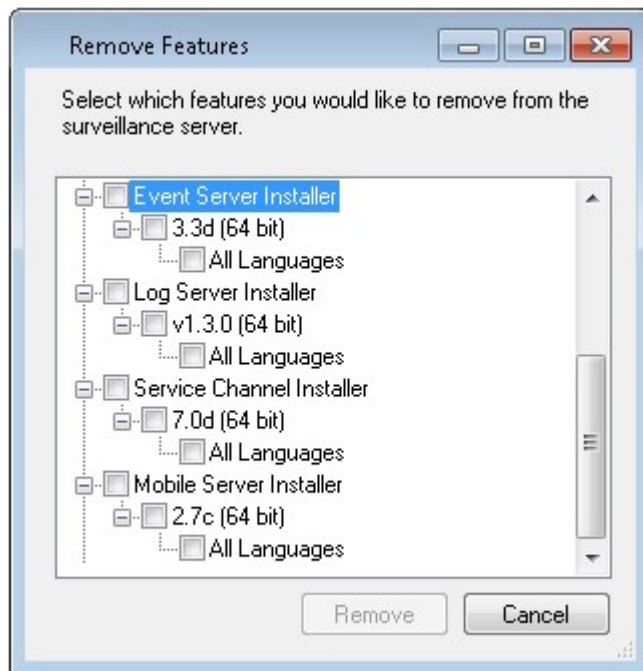 Remove Features
Select which features you would like to remove from the
surveillance server.
Event Server Installer
3.3d (64 bit)
All Languages
Log Server Installer
v1.3.0 (64 bit)
All Languages
Service Channel Installer
7.0d (64 bit)
All Languages
Mobile Server Installer
2.7c (64 bit)
All Languages
Remove Cancel